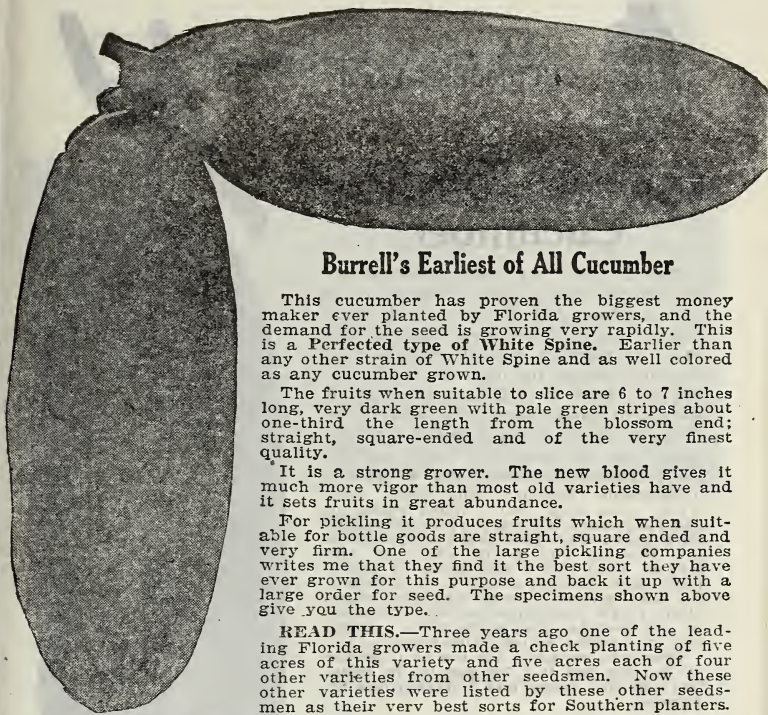 Burrell's Earliest of All Cucumber
This cucumber has proven the biggest money
maker ever planted by Florida growers, and the
demand for the seed is growing very rapidly. This
is a Perfected type of White Spine. Earlier than
any other strain of White Spine and as well colored
as any cucumber grown.
The fruits when suitable to slice are 6 to 7 inches
long, very dark green with pale green stripes about
one-third the length from the blossom end;
straight, square-ended and of the very finest
quality.
It is a strong grower. The new blood gives it
much more vigor than most old varieties have and
it sets fruits in great abundance.
For pickling it produces fruits which when suit-
able for bottle goods are straight, square ended and
very firm. One of the large pickling companies
writes me that they find it the best sort they have
ever grown for this purpose and back it up with a
large order for seed. The specimens shown above
give you the type.
READ THIS.—Three years ago one of the lead-
ing Florida growers made a check planting of five
acres of this variety and five acres each of four
other varieties from other seedsmen. Now these
other varieties were listed by these other seeds-
men as their very best sorts for Southern planters.